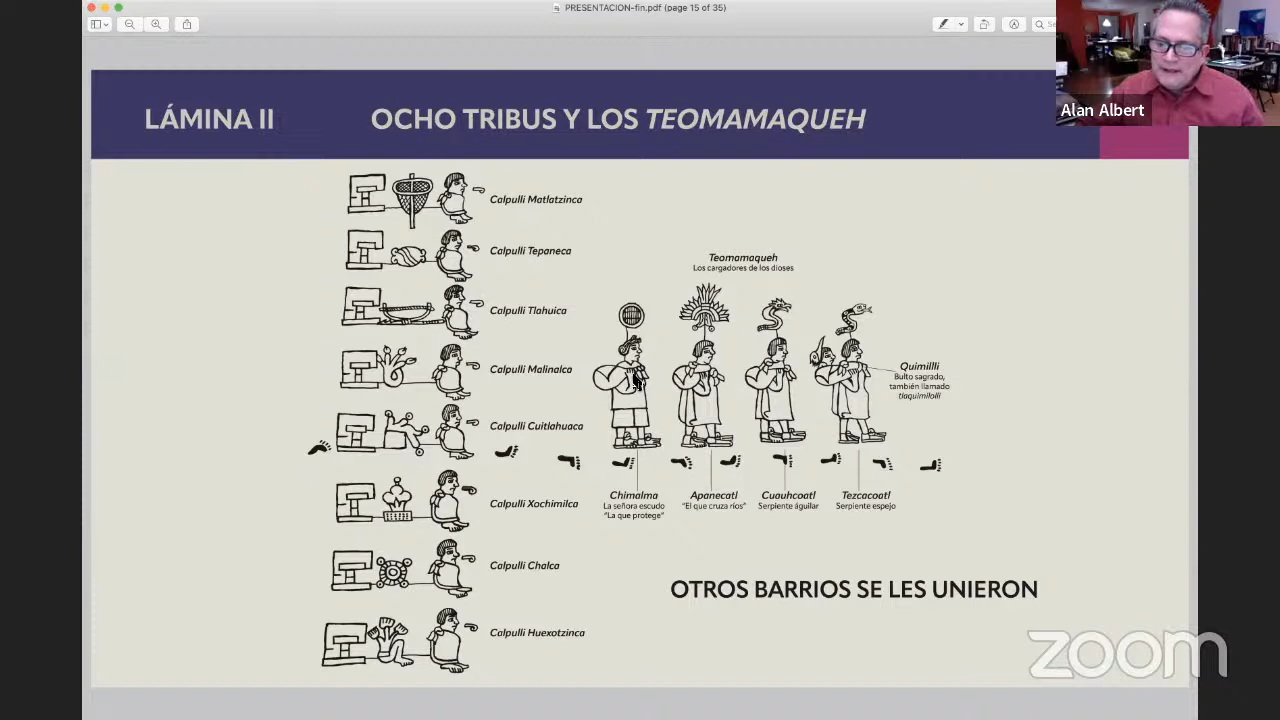 PRESENTACION-fin.pdf (page 15 of 35)
Alan Albert
LÁMINA II
OCHO TRIBUS Y LOS TEOMAMAQUEH
Calpulli Matlatzinca
Calpulli Tepaneca
Calpulli Tlahuica
Calpulli Malinalca
Calpulli Cuitlahuaca
Calpulli Xochimilca
Calpulli Chalca
Calpulli Huexotzinca
Teomamaqueh
Los cargadores de los dioses
Quimillli
Bulto sagrado,
también llamado
tlaquimilolli
Chimalma
La señora escudo
"La que protege"
Apanecatl
"El que cruza ríos"
Cuauhcoatl
Serpiente águilar
Tezcacoatl
Serpiente espejo
OTROS BARRIOS SE LES UNIERON
zoom